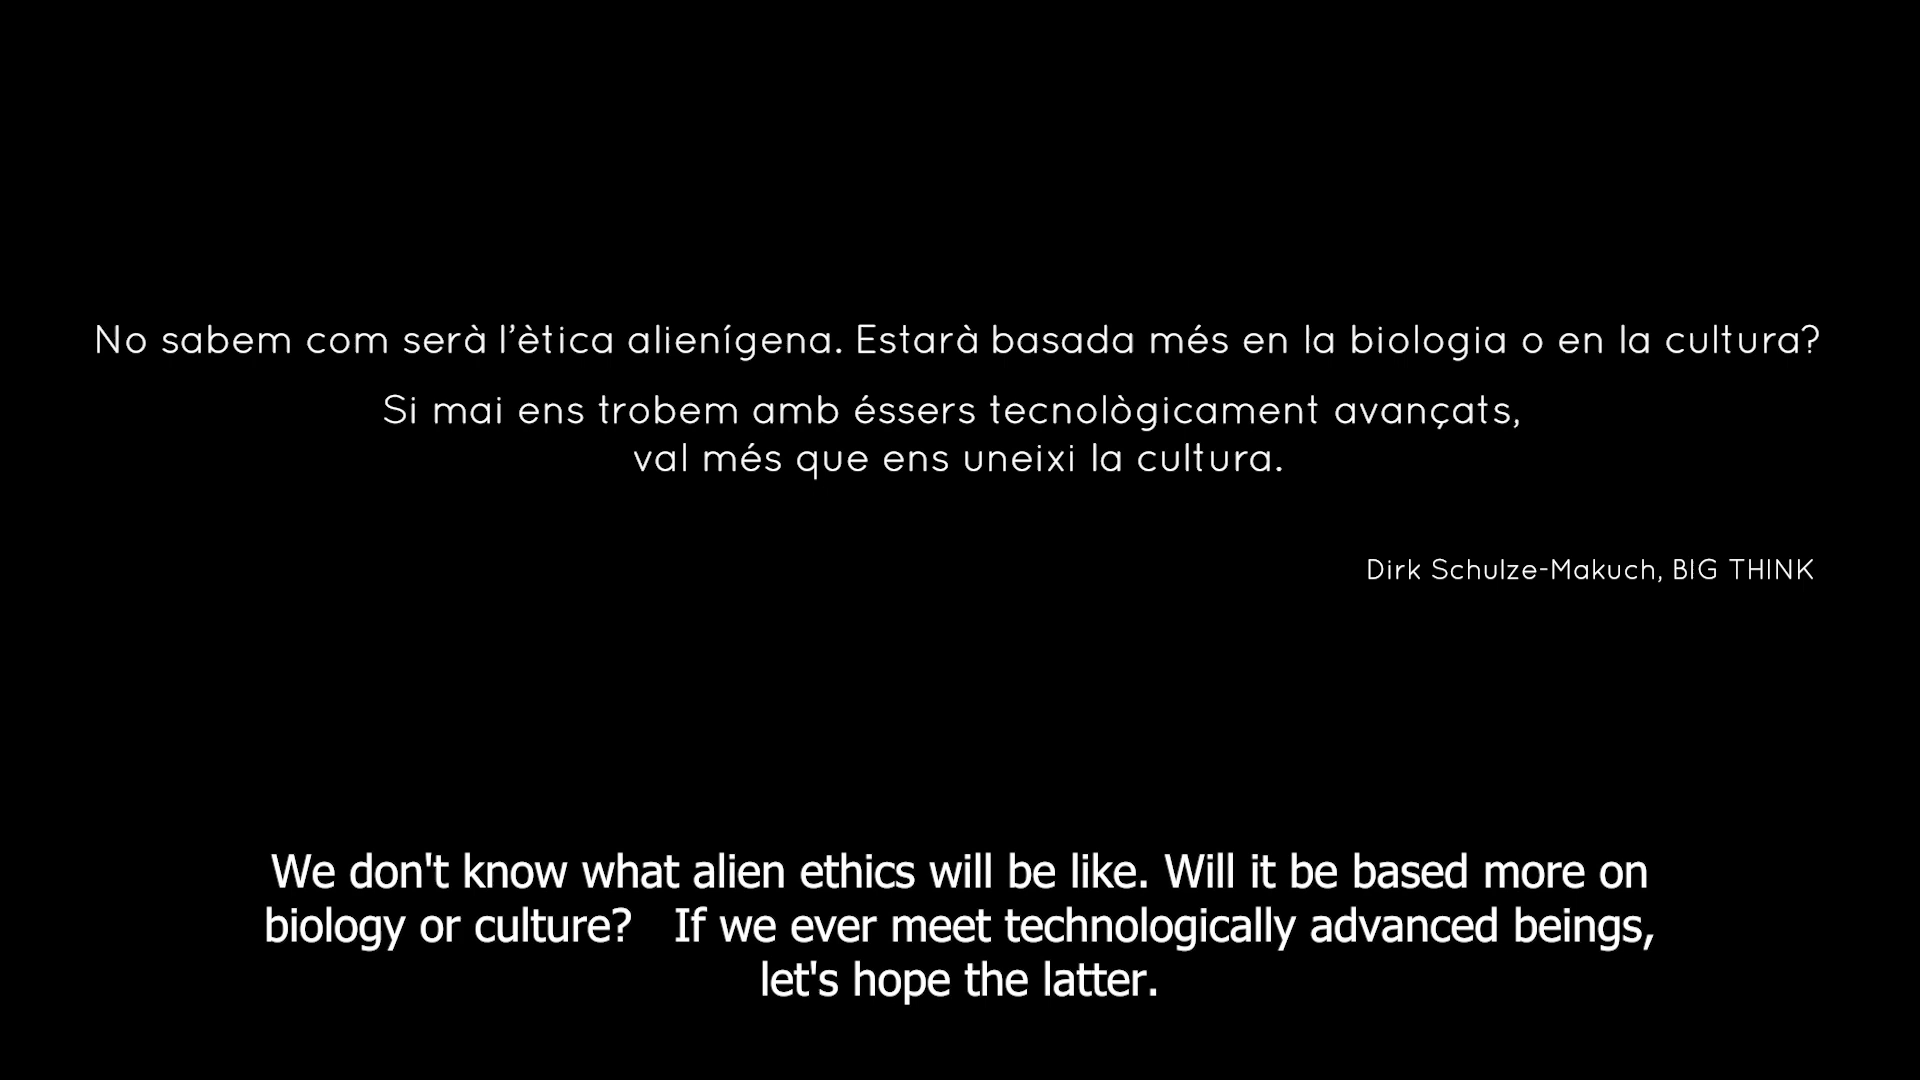 No sabem com serà l’ètica alienígena. Estarà basada més en la biologia o en la cultura?
Si mai ens trobem amb éssers tecnològicament avançats,
val més que ens uneixi la cultura.
Dirk Schulze-Makuch, BIG THINK
We don't know what alien ethics will be like. Will it be based more on
biology or culture?   If we ever meet technologically advanced beings,
let's hope the latter.